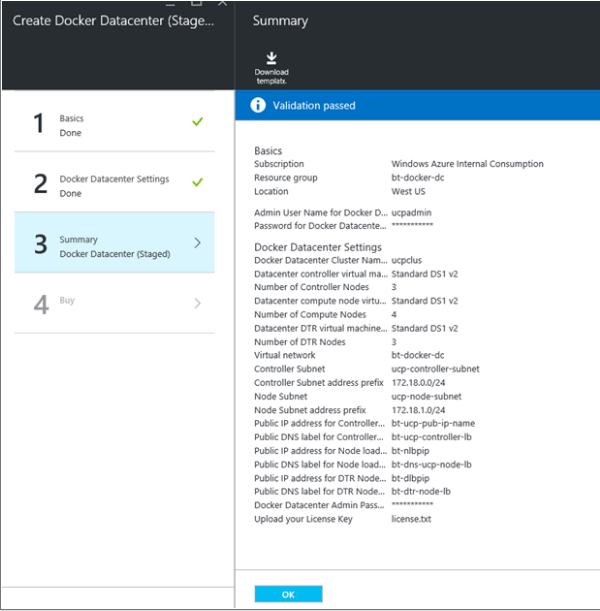 Create Docker Datacenter (Stage...
Summary
Download
template.
Validation passed
1
Basics
Done
2
Docker Datacenter Settings
Done
3
Summary
Docker Datacenter (Staged)
4
Buy
Basics
Subscription Windows Azure Internal Consumption
Resource group bt-docker-dc
Location West US
Admin User Name for Docker D... ucpadmin
Password for Docker Datacente... ***********
Docker Datacenter Settings
Docker Datacenter Cluster Nam... ucpclus
Datacenter controller virtual ma... Standard DS1 v2
Number of Controller Nodes 3
Datacenter compute node virtu... Standard DS1 v2
Number of Compute Nodes 4
Datacenter DTR virtual machine... Standard DS1 v2
Number of DTR Nodes 3
Virtual network bt-docker-dc
Controller Subnet ucp-controller-subnet
Controller Subnet address prefix 172.18.0.0/24
Node Subnet ucp-node-subnet
Node Subnet address prefix 172.18.1.0/24
Public IP address for Controller... bt-ucp-pub-ip-name
Public DNS label for Controller... bt-ucp-controller-lb
Public IP address for Node load... bt-nlbpip
Public DNS label for Node load... bt-dns-ucp-node-lb
Public IP address for DTR Node... bt-dlbpip
Public DNS label for DTR Node... bt-dtr-node-lb
Docker Datacenter Admin Pass... ***********
Upload your License Key license.txt
OK